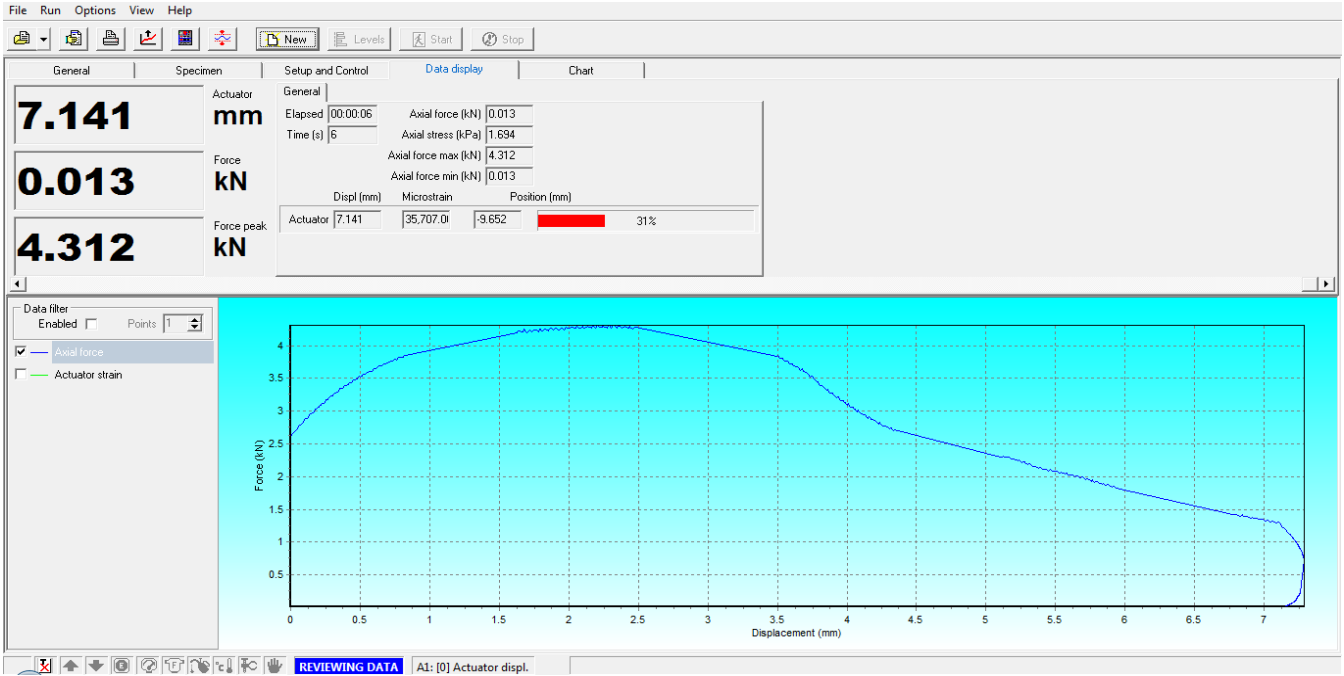 File Run Options View Help
New Levels Start Stop
General Specimen Setup and Control Data display Chart
7.141 Actuator mm
0.013 Force kN
4.312 Force peak kN
General
Elapsed 00:00:06 Axial force (kN) 0.013
Time (s) 6 Axial stress (kPa) 1.694
Axial force max (kN) 4.312
Axial force min (kN) 0.013
Displ (mm) Microstrain Position (mm)
Actuator 7.141 35,707.0 -9.652 31%
Data filter
Enabled Points 1
Axial force
Actuator strain
Force (kN)
4
3.5
3
2.5
2
1.5
1
0.5
0 0.5 1 1.5 2 2.5 3 3.5 4 4.5 5 5.5 6 6.5 7
Displacement (mm)
REVIEWING DATA A1: [0] Actuator displ.